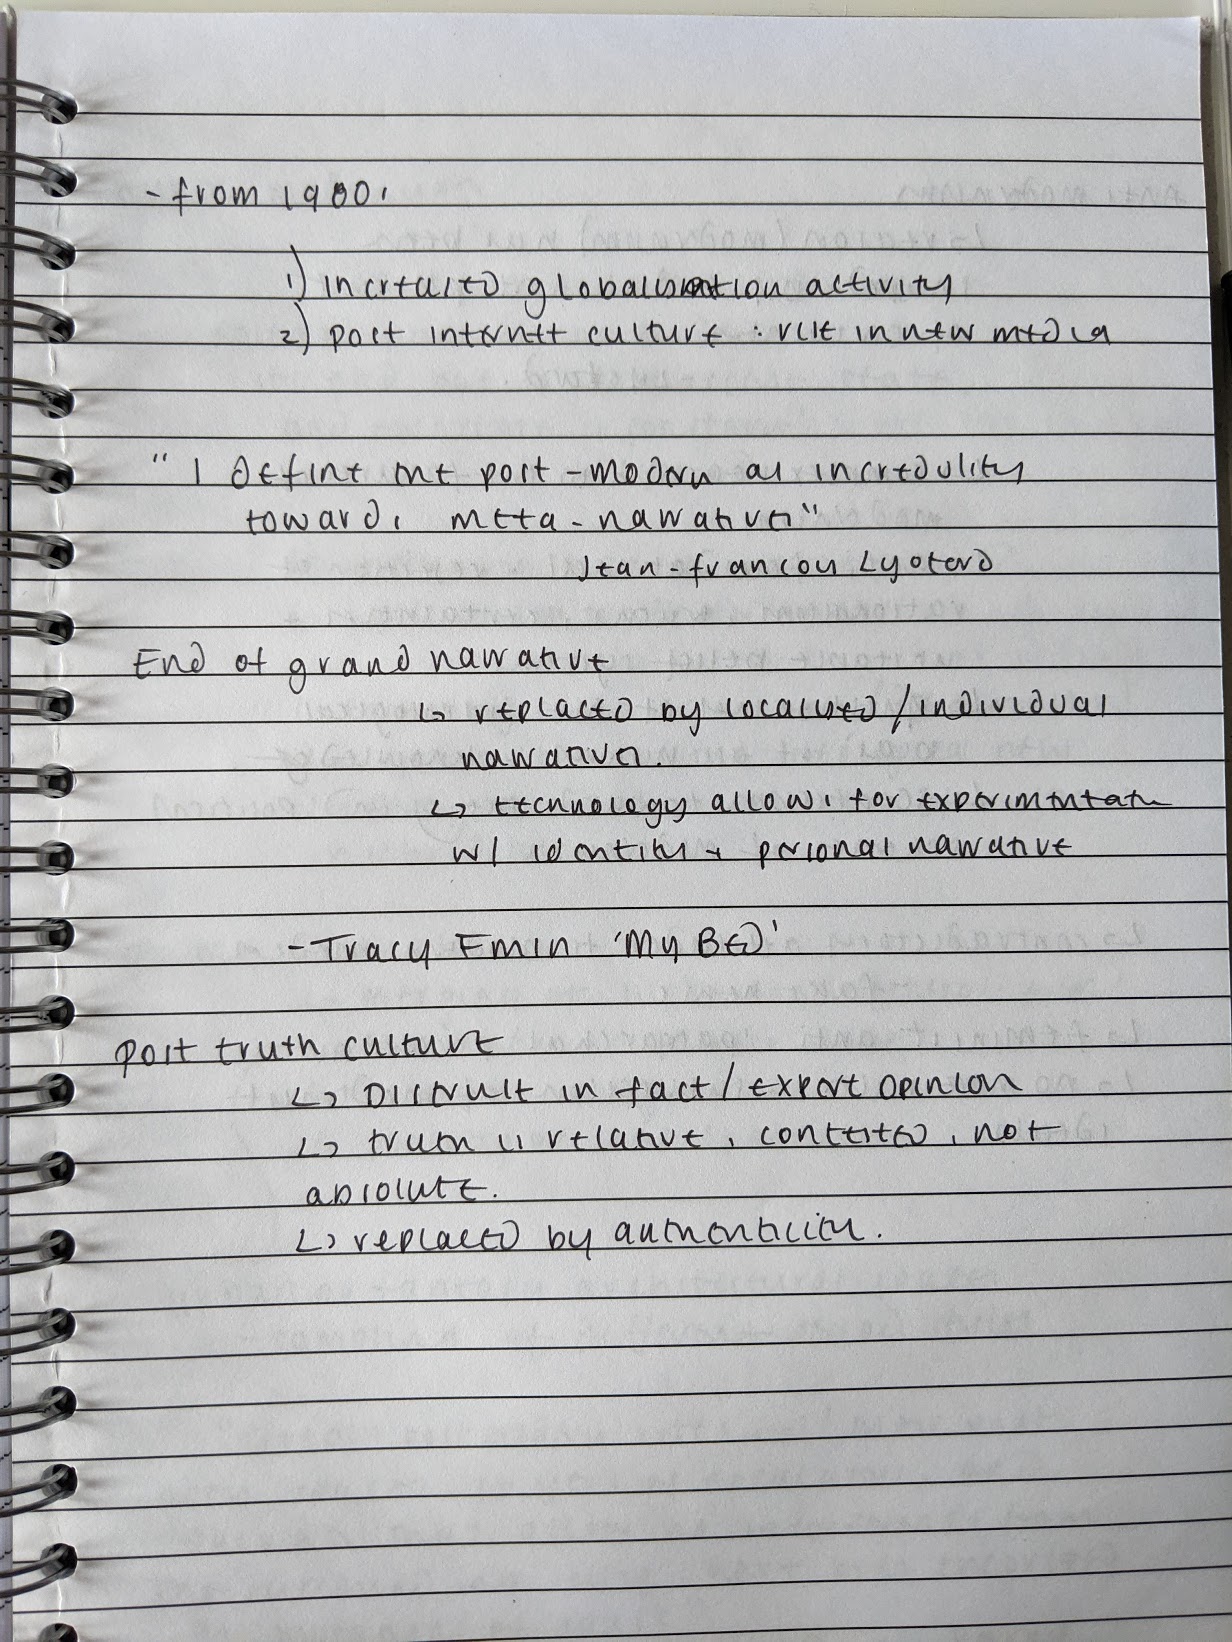 - from 1980s
1) increased globalisation activity
2) post internet culture : rise in new media
" I define the post-modern as incredulity
towards meta-narratives"
Jean-francois Lyoterd
End of grand narrative
↳ replaced by localised / individual
narratives.
↳ technology allows for experimentatn
w/ identity + personal narrative
- Tracy Emin 'My BED'
post truth culture
↳ Distrust in fact / expert opinion
↳ truth is relative, contested, not
absolute.
↳ replaced by authenticity.